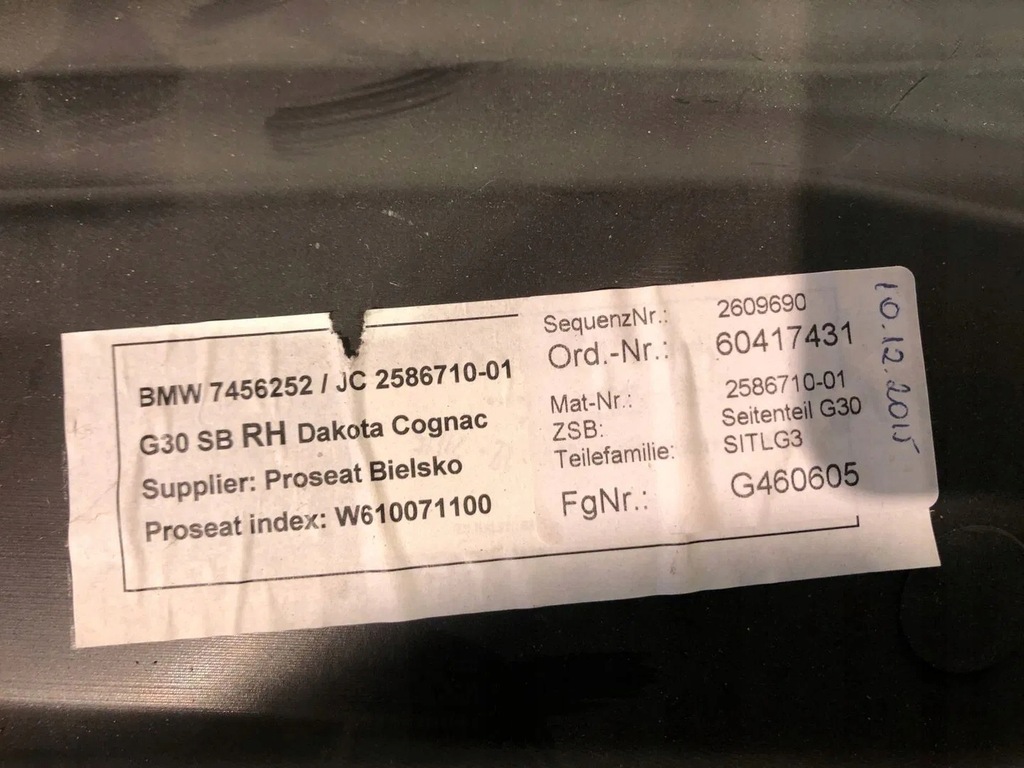 BMW 7456252 / JC 2586710-01
G30 SB RH Dakota Cognac
Supplier: Proseat Bielsko
Proseat index: W610071100
SequenzNr.: 2609690
Ord.-Nr.: 60417431
Mat-Nr.: 2586710-01
ZSB: Seitenteil G30
Teilefamilie: SITLG3
FgNr.: G460605
10.12.2015